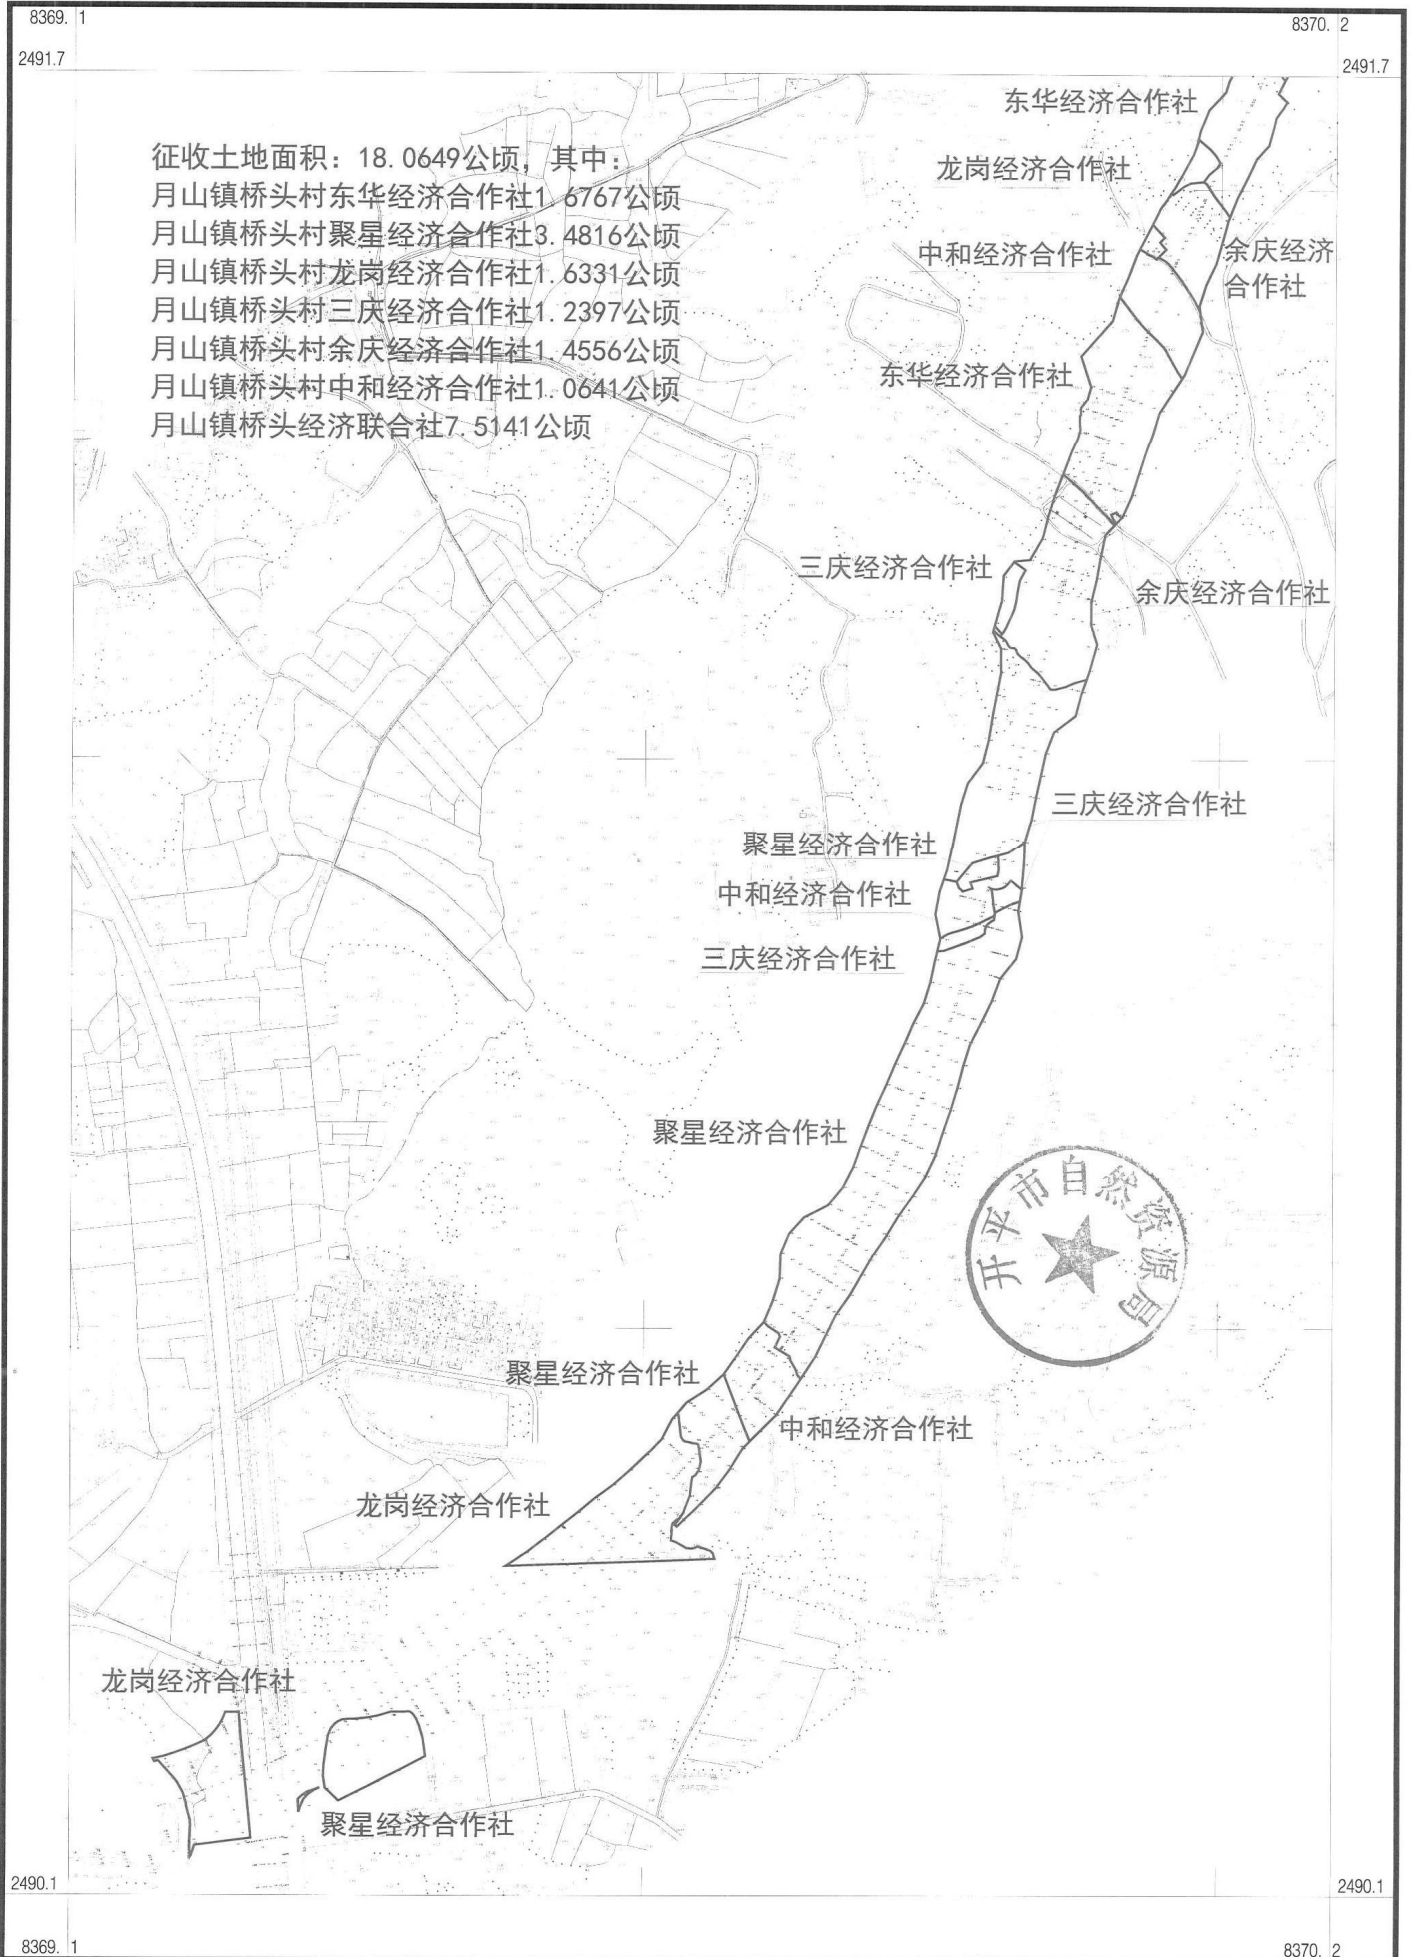 8369. 1
8370. 2
2491.7
2491.7
东华经济合作社
征收土地面积：18.0649公顷，其中：
龙岗经济合作社
月山镇桥头村东华经济合作社1.6767公顷
月山镇桥头村聚星经济合作社3.4816公顷
中和经济合作社
余庆经济
合作社
月山镇桥头村龙岗经济合作社1.6331公顷
月山镇桥头村三庆经济合作社1.2397公顷
月山镇桥头村余庆经济合作社1.4556公顷
东华经济合作社
月山镇桥头村中和经济合作社1.0641公顷
月山镇桥头经济联合社7.5141公顷
三庆经济合作社
余庆经济合作社
三庆经济合作社
聚星经济合作社
中和经济合作社
三庆经济合作社
聚星经济合作社
开平市自然资源局
聚星经济合作社
中和经济合作社
龙岗经济合作社
龙岗经济合作社
聚星经济合作社
2490.1
2490.1
8369. 1
8370. 2